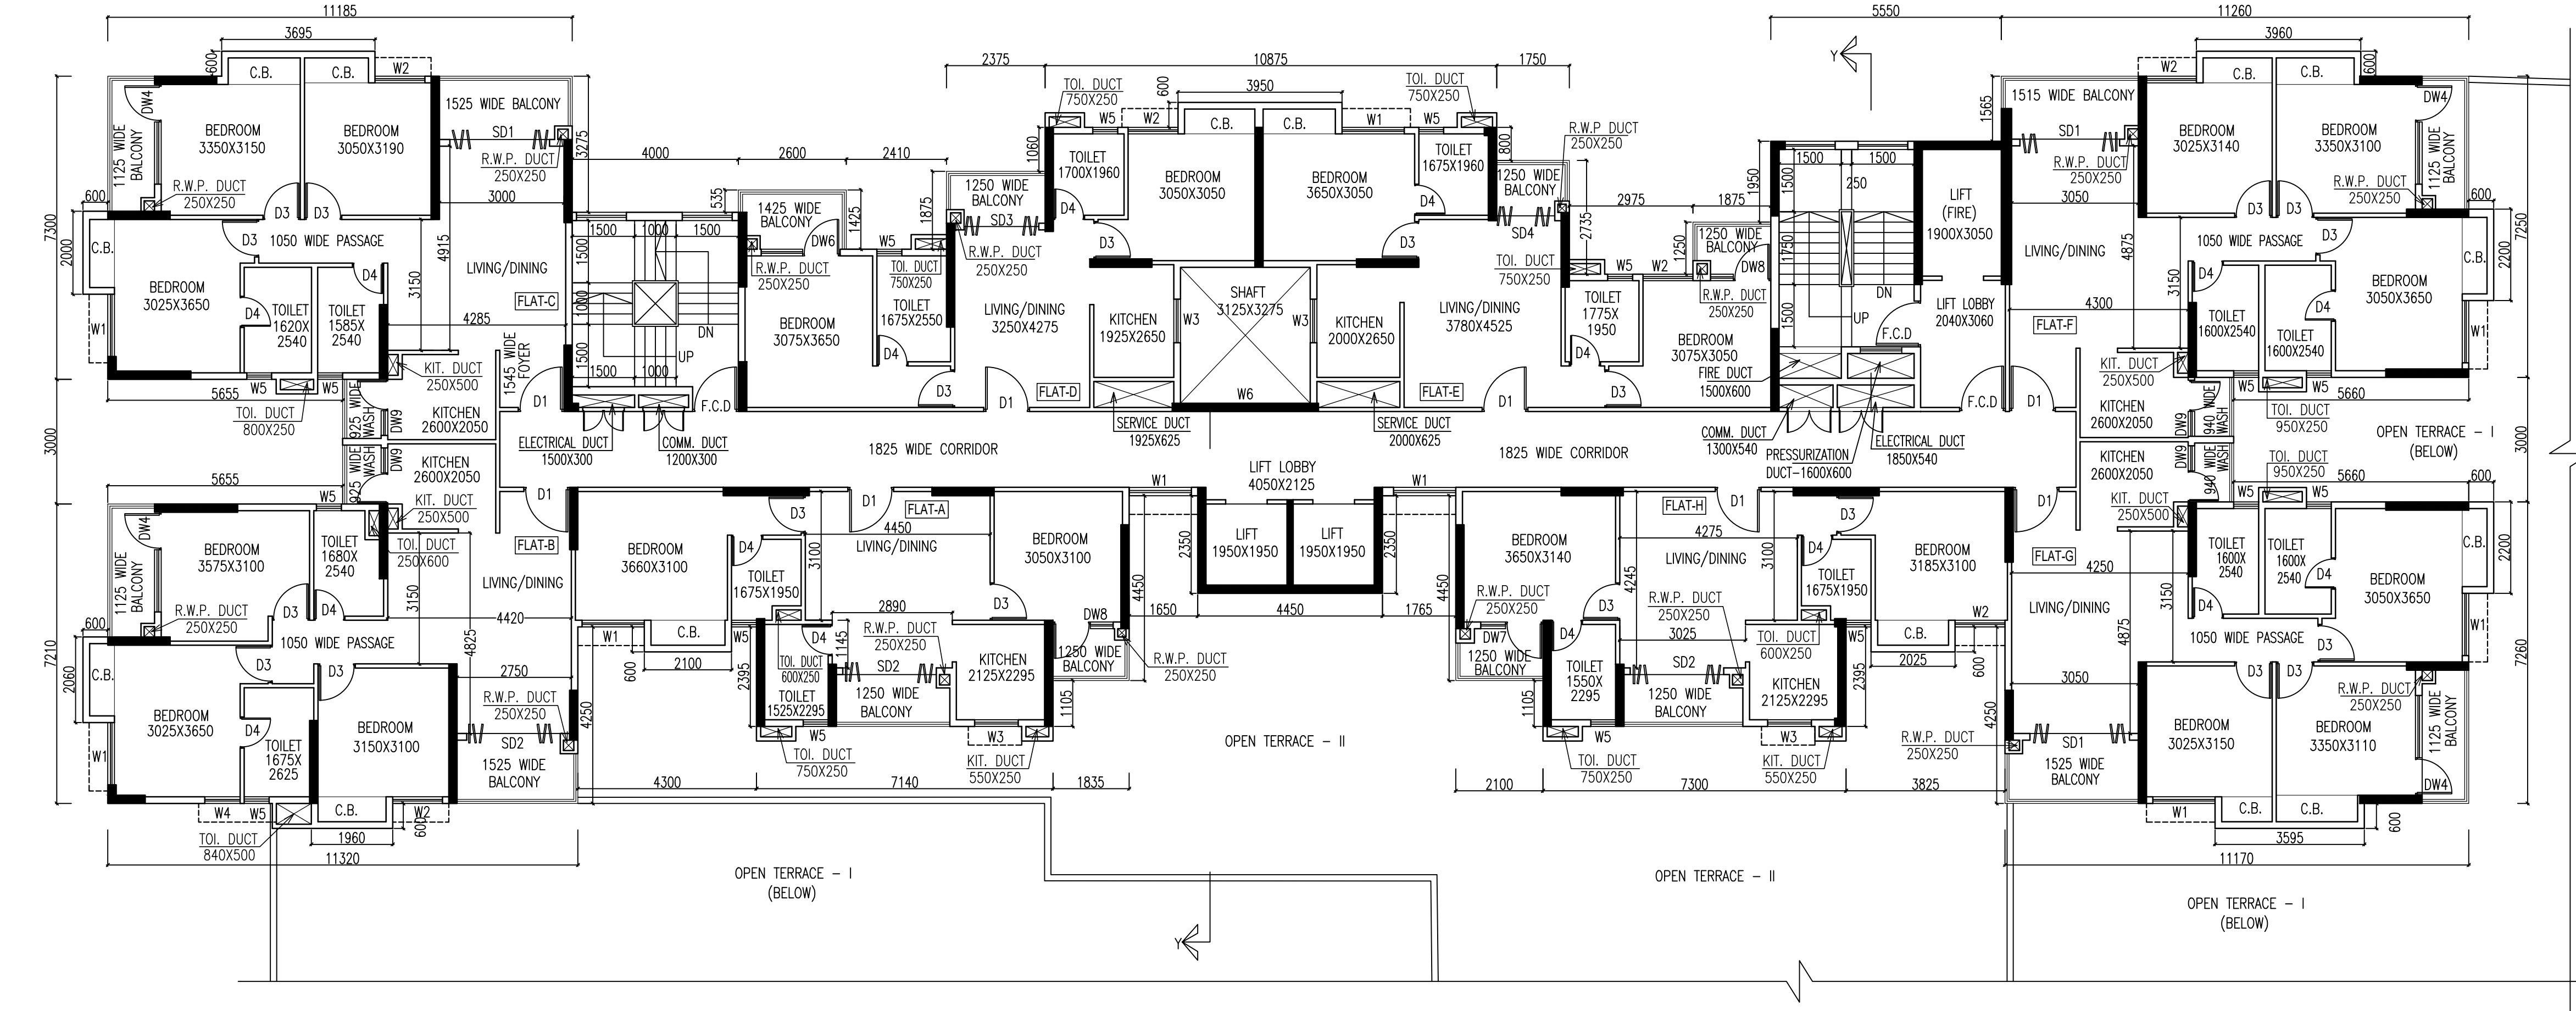 11185
3695
600
C.B.
C.B.
W2
DW4
1525 WIDE BALCONY
BEDROOM
3350X3150
BEDROOM
3050X3190
1125 WIDE
BALCONY
SD1
R.W.P. DUCT
250X250
R.W.P. DUCT
250X250
3275
3000
600
D3
D3
7300
2000
C.B.
D3
1050 WIDE PASSAGE
4915
3150
LIVING/DINING
BEDROOM
3025X3650
D4
D4
TOILET
1620X
2540
TOILET
1585X
2540
FLAT-C
4285
W1
1545 WIDE
FOYER
W5
W5
KIT. DUCT
250X500
5655
TOI. DUCT
800X250
925 WIDE
WASH
DW9
KITCHEN
2600X2050
D1
3000
4000
2600
2410
1500
1000
1500
1500
1000
1500
1500
1000
DN
UP
F.C.D
ELECTRICAL DUCT
1500X300
COMM. DUCT
1200X300
535
1425 WIDE
BALCONY
1425
DW6
W5
1875
R.W.P. DUCT
250X250
TOI. DUCT
750X250
TOILET
1675X2550
BEDROOM
3075X3650
D4
D3
2375
10875
1750
TOI. DUCT
750X250
3950
600
TOI. DUCT
750X250
W5
W2
C.B.
C.B.
W1
W5
1060
TOILET
1700X1960
BEDROOM
3050X3050
BEDROOM
3650X3050
TOILET
1675X1960
800
R.W.P DUCT
250X250
1250 WIDE
BALCONY
SD3
D4
D3
D3
D4
1250 WIDE
BALCONY
SD4
R.W.P. DUCT
250X250
LIVING/DINING
3250X4275
KITCHEN
1925X2650
W3
SHAFT
3125X3275
W3
KITCHEN
2000X2650
LIVING/DINING
3780X4525
FLAT-D
W6
FLAT-E
D1
D1
SERVICE DUCT
1925X625
SERVICE DUCT
2000X625
2735
2975
1875
1950
TOI. DUCT
750X250
W5
W2
1250
1250 WIDE
BALCONY
DW8
R.W.P. DUCT
250X250
TOILET
1775X
1950
D4
BEDROOM
3075X3050
D3
FIRE DUCT
1500X600
5550
Y
1500
1500
250
1500
1750
1500
DN
UP
F.C.D
LIFT
(FIRE)
1900X3050
LIFT LOBBY
2040X3060
F.C.D
COMM. DUCT
1300X540
PRESSURIZATION
DUCT-1600X600
ELECTRICAL DUCT
1850X540
11260
3960
600
1565
W2
C.B.
C.B.
1515 WIDE BALCONY
SD1
DW4
BEDROOM
3025X3140
BEDROOM
3350X3100
1125 WIDE
BALCONY
R.W.P. DUCT
250X250
R.W.P. DUCT
250X250
3050
600
D3
D3
LIVING/DINING
4875
3150
1050 WIDE PASSAGE
D3
C.B.
2200
7250
BEDROOM
3050X3650
D4
D4
4300
FLAT-F
TOILET
1600X2540
TOILET
1600X2540
W1
KIT. DUCT
250X500
W5
W5
5660
TOI. DUCT
950X250
D1
KITCHEN
2600X2050
DW9
940 WIDE
WASH
3000
OPEN TERRACE - I
(BELOW)
1825 WIDE CORRIDOR
LIFT LOBBY
4050X2125
1825 WIDE CORRIDOR
5655
925 WIDE
WASH
DW9
KITCHEN
2600X2050
KIT. DUCT
250X500
D1
W5
DW4
BEDROOM
3575X3100
TOILET
1680X
2540
TOI. DUCT
250X600
FLAT-B
1125 WIDE
BALCONY
R.W.P. DUCT
250X250
D3
D4
3150
LIVING/DINING
4420
4825
600
1050 WIDE PASSAGE
7210
2060
C.B.
D3
D3
2750
BEDROOM
3025X3650
D4
TOILET
1675X
2625
BEDROOM
3150X3100
R.W.P. DUCT
250X250
SD2
1525 WIDE
BALCONY
W1
W4
W5
C.B.
W2
600
TOI. DUCT
840X500
1960
11320
BEDROOM
3660X3100
D3
D1
FLAT-A
4450
LIVING/DINING
3100
D4
TOILET
1675X1950
BEDROOM
3050X3100
D3
W1
W1
C.B.
W5
600
2100
2395
TOI. DUCT
600X250
D4
1145
2890
R.W.P. DUCT
250X250
SD2
KITCHEN
2125X2295
DW8
1250 WIDE
BALCONY
R.W.P. DUCT
250X250
TOILET
1525X2295
1250 WIDE
BALCONY
1105
4250
W5
W3
TOI. DUCT
750X250
KIT. DUCT
550X250
4300
7140
1835
2350
4450
LIFT
1950X1950
LIFT
1950X1950
2350
4450
1650
4450
1765
W1
OPEN TERRACE - II
BEDROOM
3650X3140
FLAT-H
D1
D3
4275
LIVING/DINING
3100
D4
TOILET
1675X1950
BEDROOM
3185X3100
4245
R.W.P. DUCT
250X250
D3
R.W.P. DUCT
250X250
DW7
D4
3025
TOI. DUCT
600X250
W5
C.B.
W2
1250 WIDE
BALCONY
TOILET
1550X
2295
SD2
1250 WIDE
BALCONY
KITCHEN
2125X2295
2395
2025
600
1105
W5
W3
TOI. DUCT
750X250
KIT. DUCT
550X250
4250
R.W.P. DUCT
250X250
2100
7300
3825
KITCHEN
2600X2050
DW9
940 WIDE
WASH
TOI. DUCT
950X250
KIT. DUCT
250X500
W5
W5
5660
600
D1
FLAT-G
4250
TOILET
1600X
2540
TOILET
1600X
2540
D4
D4
BEDROOM
3050X3650
C.B.
2200
W1
LIVING/DINING
3150
4875
1050 WIDE PASSAGE
D3
3050
D3
D3
7260
R.W.P. DUCT
250X250
SD1
1525 WIDE
BALCONY
BEDROOM
3025X3150
BEDROOM
3350X3110
1125 WIDE
BALCONY
DW4
W1
C.B.
C.B.
600
3595
11170
OPEN TERRACE - I
(BELOW)
OPEN TERRACE - II
OPEN TERRACE - I
(BELOW)
Y